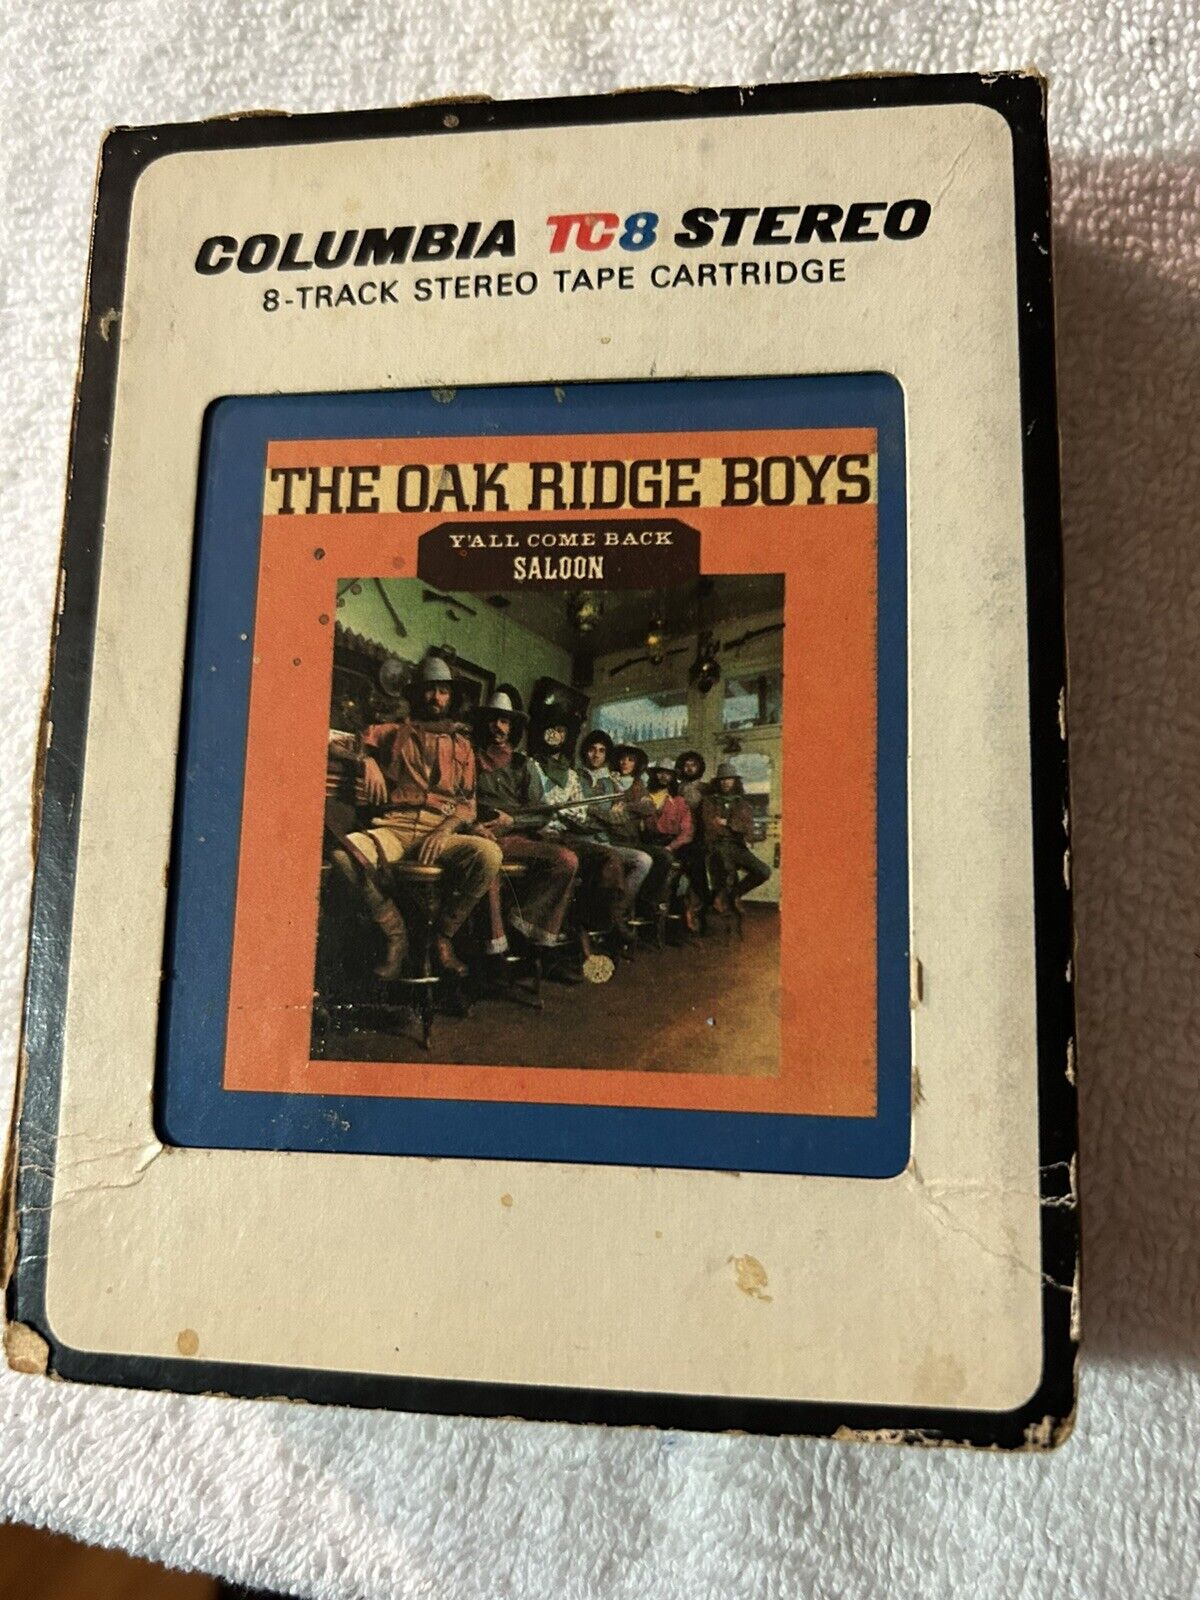 COLUMBIA TC8 STEREO
8-TRACK STEREO TAPE CARTRIDGE
THE OAK RIDGE BOYS
Y'ALL COME BACK
SALOON